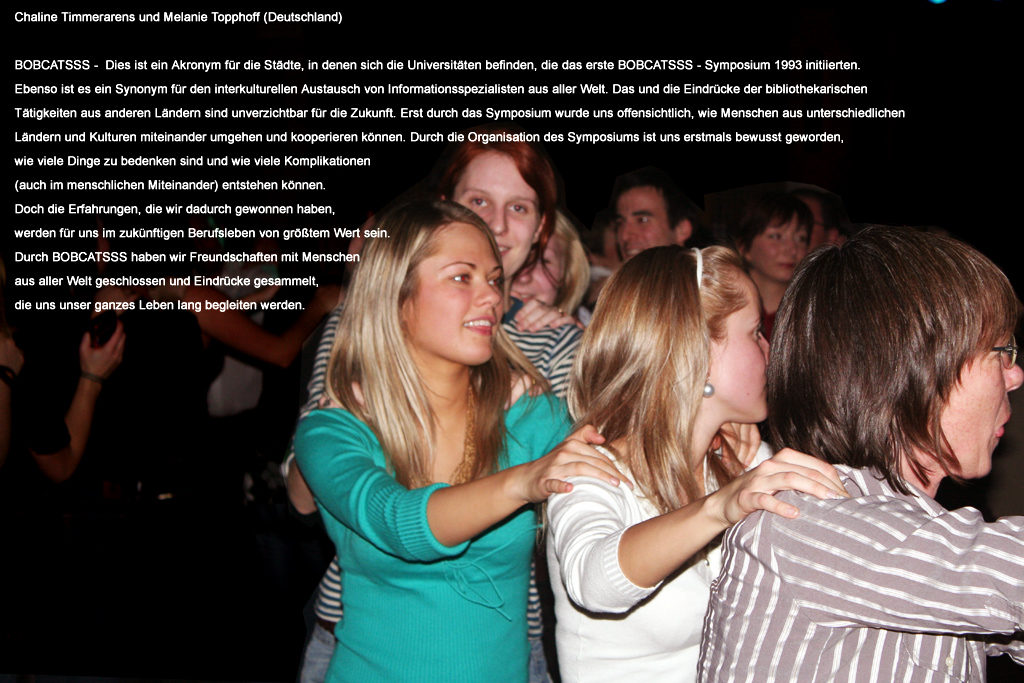 Chaline Timmerarens und Melanie Topphoff (Deutschland)
BOBCATSSS -  Dies ist ein Akronym für die Städte, in denen sich die Universitäten befinden, die das erste BOBCATSSS - Symposium 1993 initiierten.
Ebenso ist es ein Synonym für den interkulturellen Austausch von Informationsspezialisten aus aller Welt. Das und die Eindrücke der bibliothekarischen
Tätigkeiten aus anderen Ländern sind unverzichtbar für die Zukunft. Erst durch das Symposium wurde uns offensichtlich, wie Menschen aus unterschiedlichen
Ländern und Kulturen miteinander umgehen und kooperieren können. Durch die Organisation des Symposiums ist uns erstmals bewusst geworden,
wie viele Dinge zu bedenken sind und wie viele Komplikationen
(auch im menschlichen Miteinander) entstehen können.
Doch die Erfahrungen, die wir dadurch gewonnen haben,
werden für uns im zukünftigen Berufsleben von größtem Wert sein.
Durch BOBCATSSS haben wir Freundschaften mit Menschen
aus aller Welt geschlossen und Eindrücke gesammelt,
die uns unser ganzes Leben lang begleiten werden.